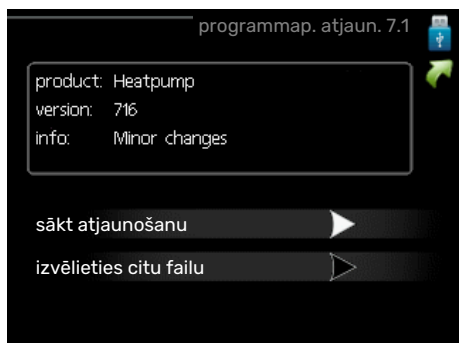 programmap. atjaun. 7.1
product: Heatpump
version: 716
info: Minor changes
sākt atjaunošanu
izvēlieties citu failu